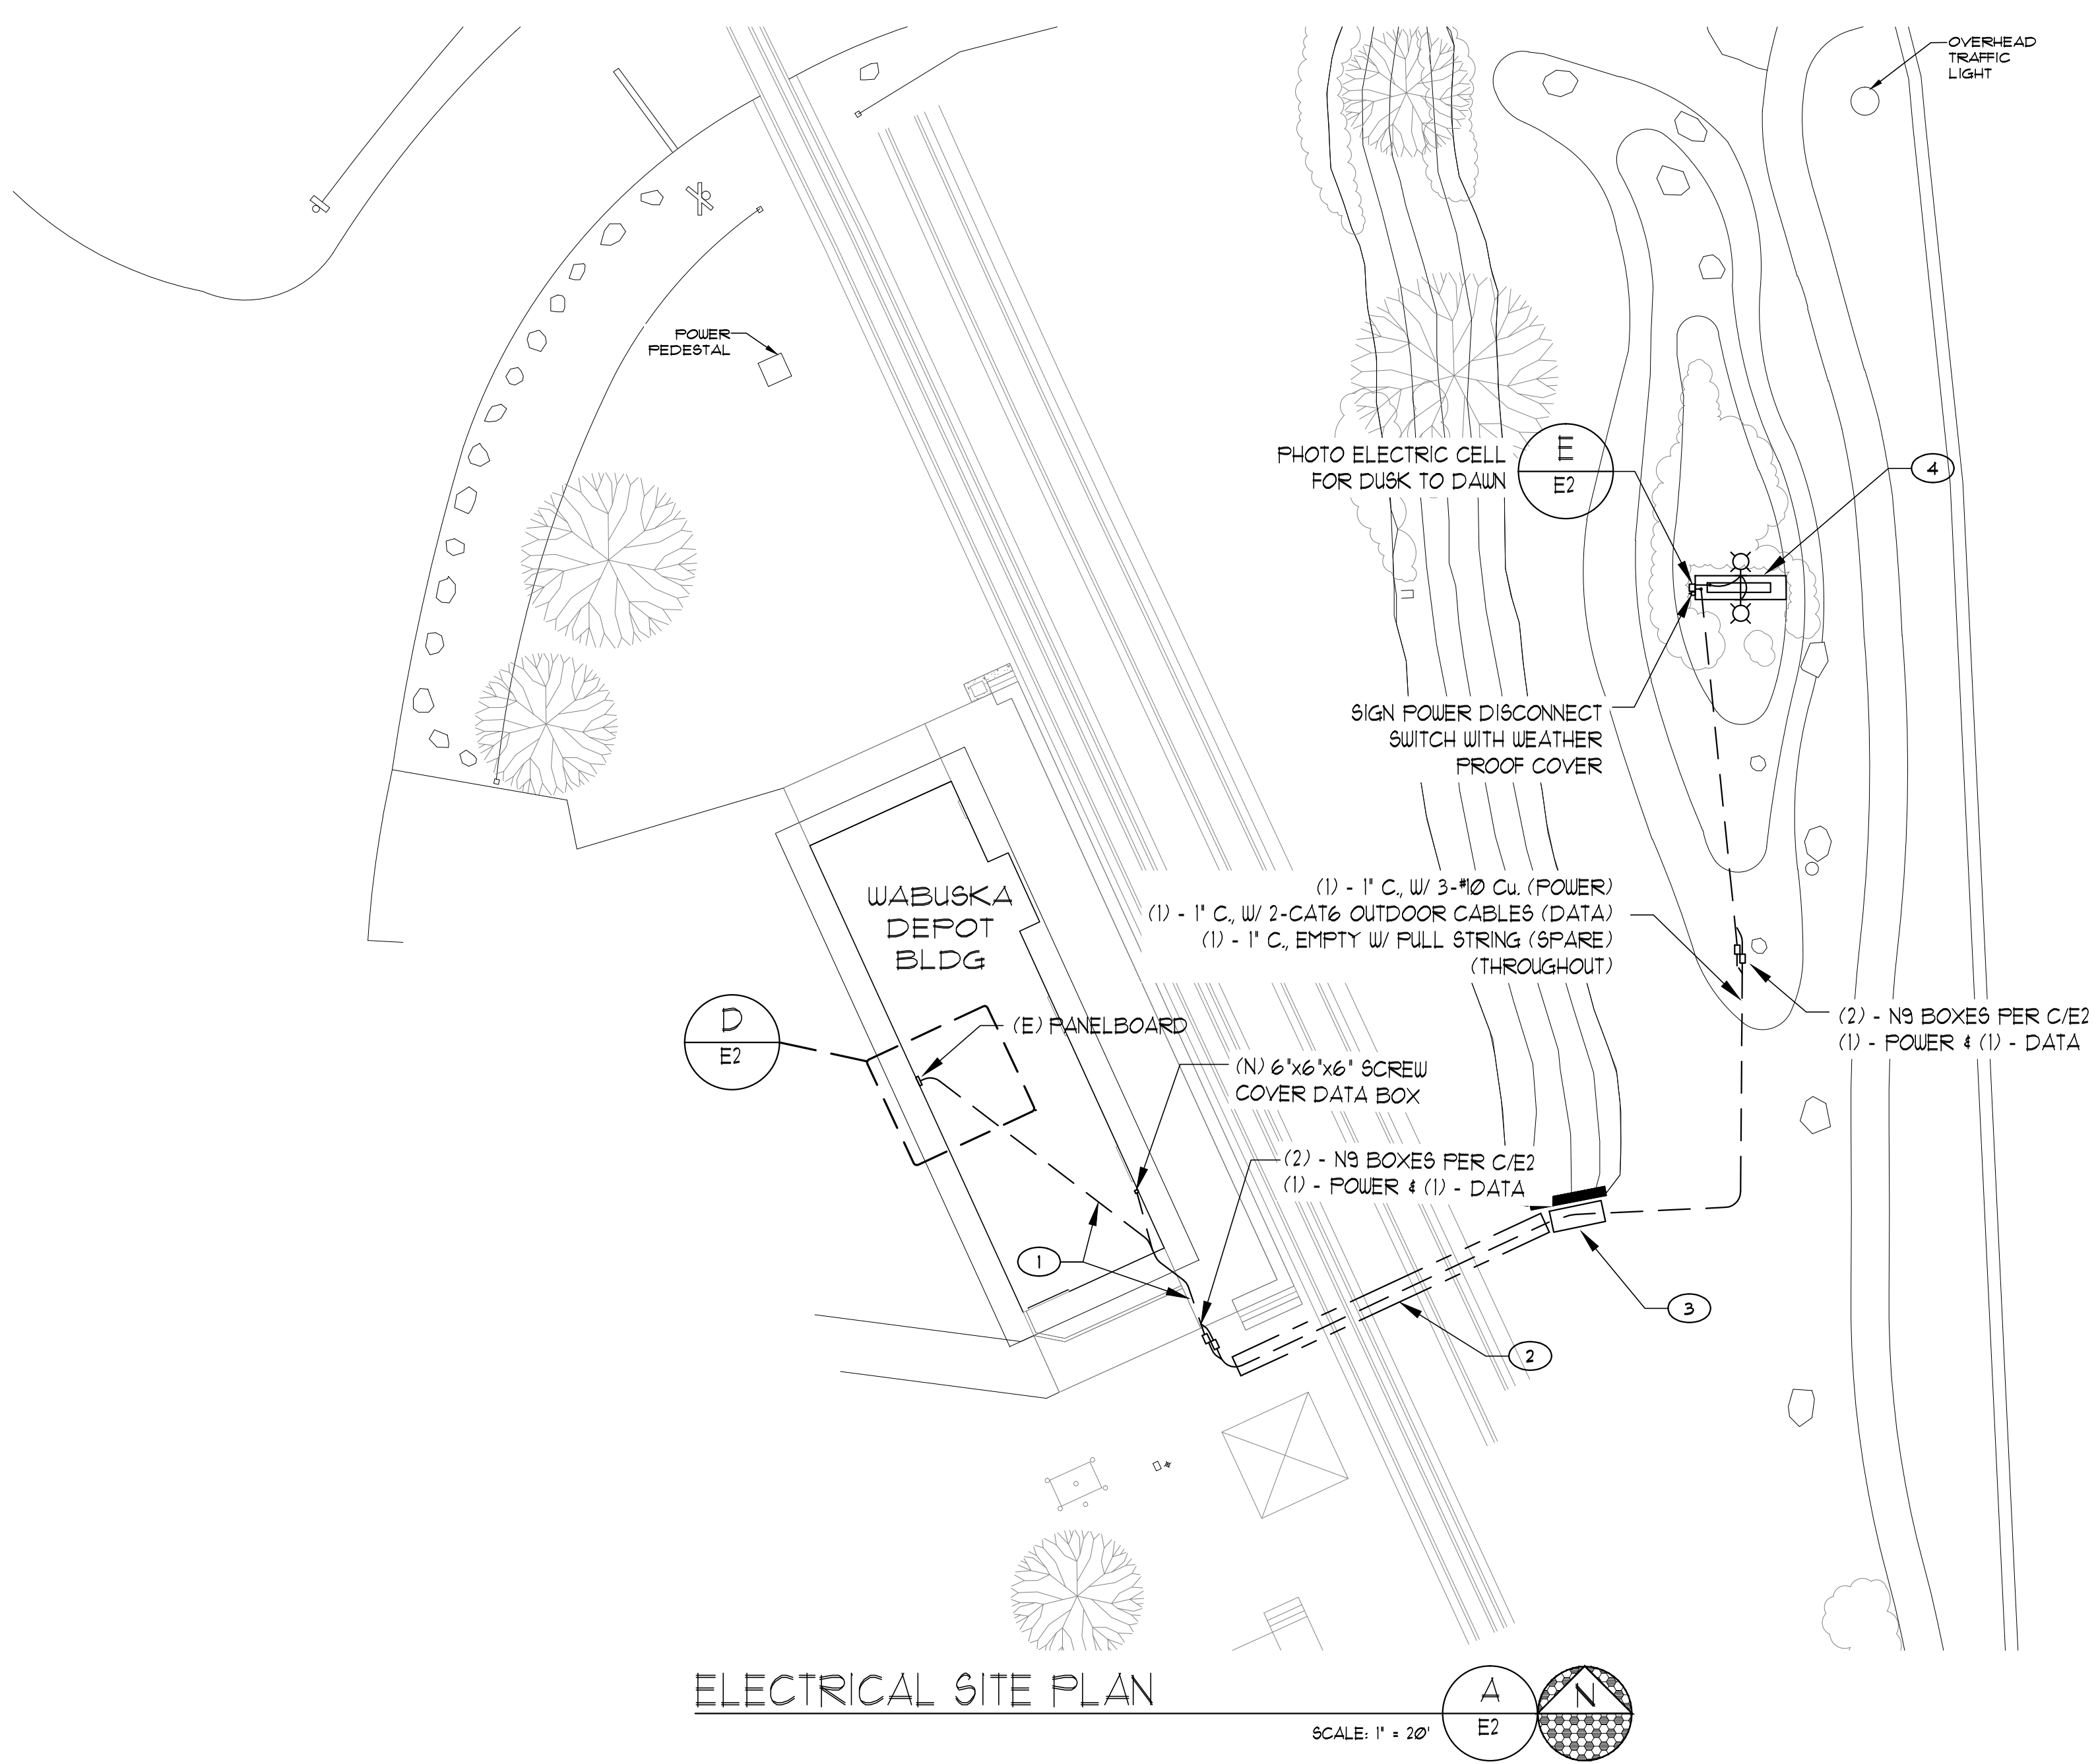 OVERHEAD
TRAFFIC
LIGHT
POWER
PEDESTAL
PHOTO ELECTRIC CELL
FOR DUSK TO DAWN
E
E2
4
SIGN POWER DISCONNECT
SWITCH WITH WEATHER
PROOF COVER
WABUSKA
DEPOT
BLDG
(1) - 1" C., W/ 3-#10 Cu. (POWER)
(1) - 1" C., W/ 2-CAT6 OUTDOOR CABLES (DATA)
(1) - 1" C., EMPTY W/ PULL STRING (SPARE)
(THROUGHOUT)
D
E2
(E) PANELBOARD
(2) - N9 BOXES PER C/E2
(1) - POWER & (1) - DATA
(N) 6"x6"x6" SCREW
COVER DATA BOX
(2) - N9 BOXES PER C/E2
(1) - POWER & (1) - DATA
1
3
2
ELECTRICAL SITE PLAN
SCALE: 1" = 20'
A
E2
N